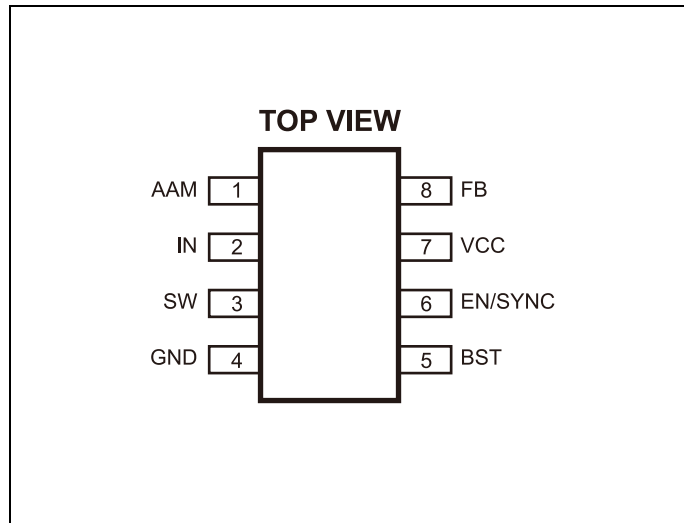 TOP VIEW
AAM 1 8 FB
IN 2 7 VCC
SW 3 6 EN/SYNC
GND 4 5 BST